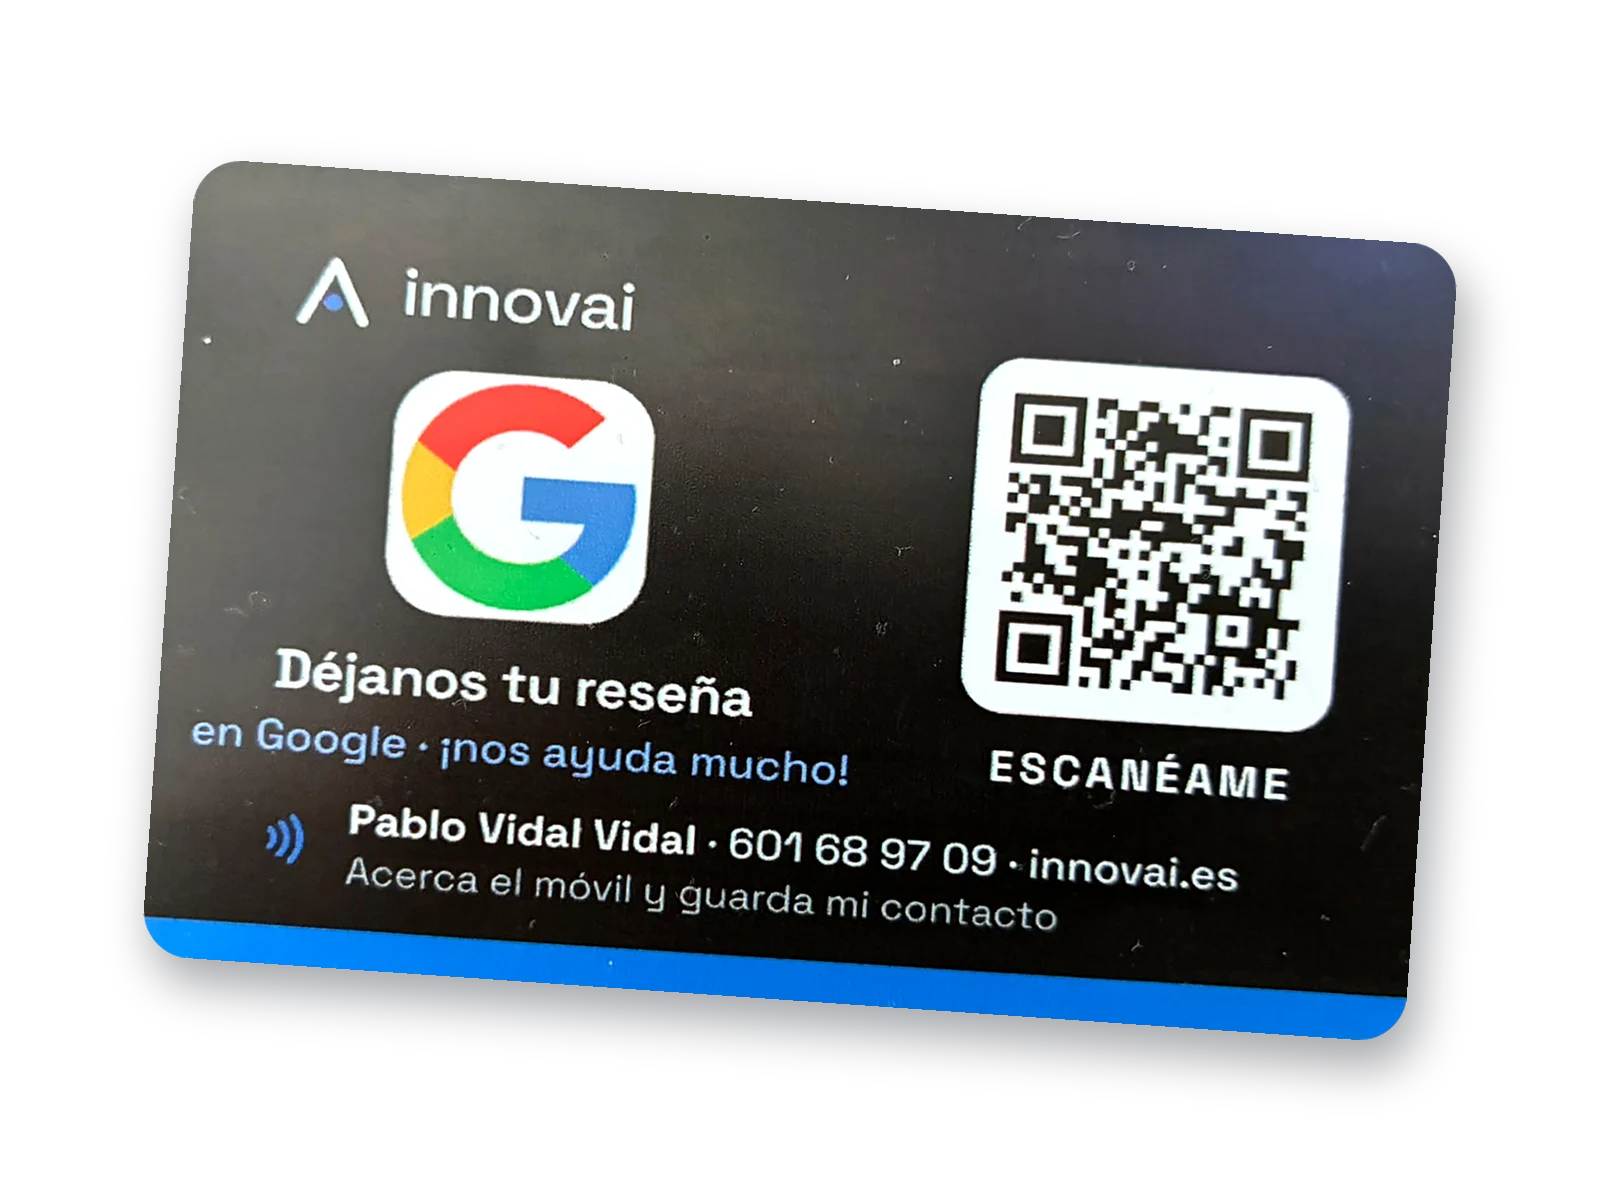 innovai
Déjanos tu reseña
en Google · ¡nos ayuda mucho!
ESCANÉAME
Pablo Vidal Vidal · 601 68 97 09 · innovai.es
Acerca el móvil y guarda mi contacto